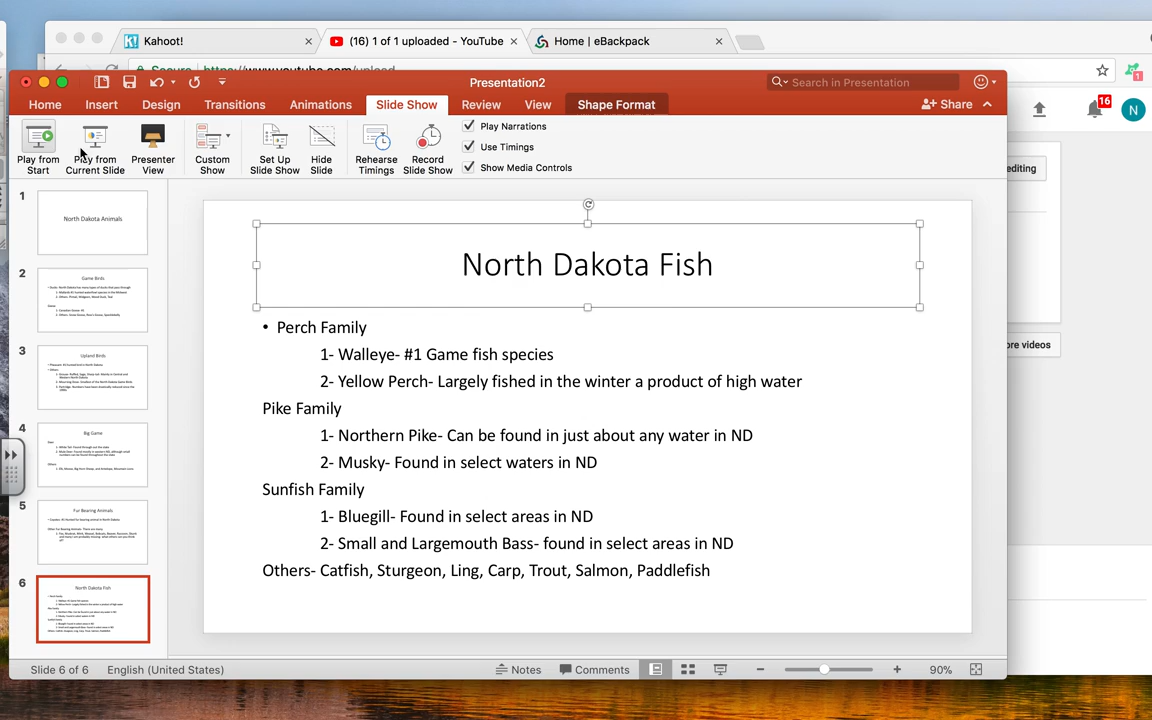 Kahoot!
(16) 1 of 1 uploaded - YouTube
Home | eBackpack
Presentation2
Search in Presentation
Home Insert Design Transitions Animations Slide Show Review View Shape Format
Share
16
1
N
Play from Start
Play from Current Slide
Presenter View
Custom Show
Set Up Slide Show
Hide Slide
Rehearse Timings
Record Slide Show
Play Narrations
Use Timings
Show Media Controls
editing
ore videos
1
North Dakota Animals
2
Game Birds
3
Upland Birds
4
Big Game
5
Fur Bearing Animals
6
North Dakota Fish
North Dakota Fish
• Perch Family
1- Walleye- #1 Game fish species
2- Yellow Perch- Largely fished in the winter a product of high water
Pike Family
1- Northern Pike- Can be found in just about any water in ND
2- Musky- Found in select waters in ND
Sunfish Family
1- Bluegill- Found in select areas in ND
2- Small and Largemouth Bass- found in select areas in ND
Others- Catfish, Sturgeon, Ling, Carp, Trout, Salmon, Paddlefish
Slide 6 of 6 English (United States)
Notes Comments
90%